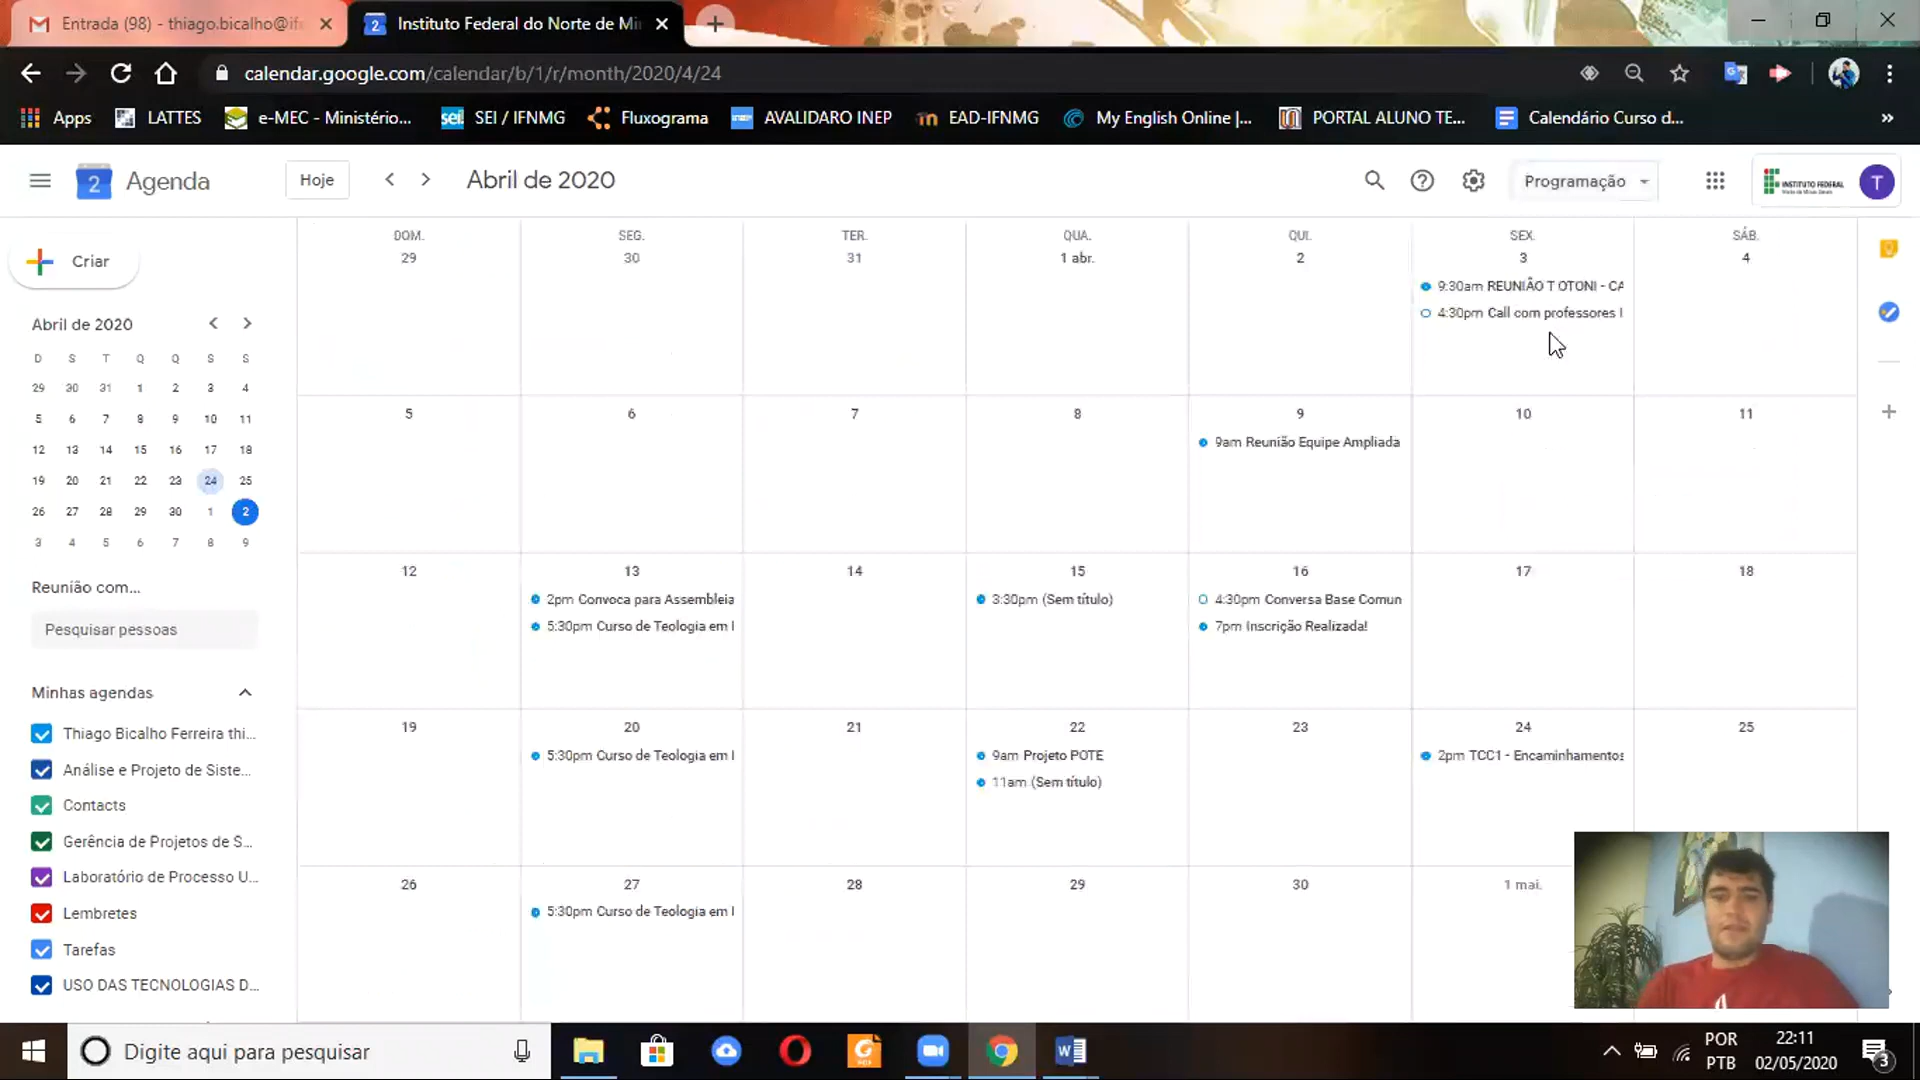 Entrada (98) - thiago.bicalho@if
Instituto Federal do Norte de Mi
calendar.google.com/calendar/b/1/r/month/2020/4/24
Apps
LATTES
e-MEC - Ministério...
sei!
SEI / IFNMG
Fluxograma
AVALIDARO INEP
EAD-IFNMG
My English Online |...
PORTAL ALUNO TE...
Calendário Curso d...
»
2
Agenda
Hoje
Abril de 2020
Programação
INSTITUTO FEDERAL
T
Criar
Abril de 2020
D S T Q Q S S
29 30 31 1 2 3 4
5 6 7 8 9 10 11
12 13 14 15 16 17 18
19 20 21 22 23 24 25
26 27 28 29 30 1 2
3 4 5 6 7 8 9
Reunião com...
Pesquisar pessoas
Minhas agendas
Thiago Bicalho Ferreira thi...
Análise e Projeto de Siste...
Contacts
Gerência de Projetos de S...
Laboratório de Processo U...
Lembretes
Tarefas
USO DAS TECNOLOGIAS D...
DOM. SEG. TER. QUA. QUI. SEX. SÁB.
29 30 31 1 abr. 2 3 4
9:30am REUNIÃO T OTONI - CA
4:30pm Call com professores I
5 6 7 8 9 10 11
9am Reunião Equipe Ampliada
12 13 14 15 16 17 18
2pm Convoca para Assembleia
5:30pm Curso de Teologia em I
3:30pm (Sem título)
4:30pm Conversa Base Comun
7pm Inscrição Realizada!
19 20 21 22 23 24 25
5:30pm Curso de Teologia em I
9am Projeto POTE
11am (Sem título)
2pm TCC1 - Encaminhamentos
26 27 28 29 30 1 mai.
5:30pm Curso de Teologia em I
Digite aqui para pesquisar
POR
PTB
22:11
02/05/2020
3